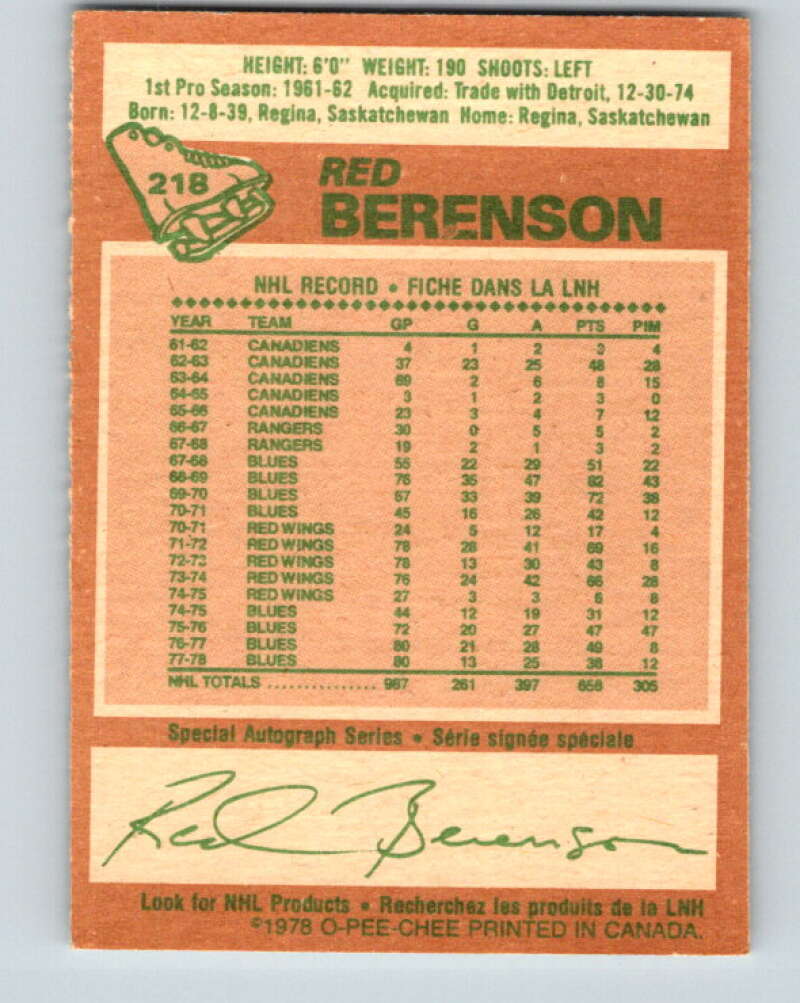 HEIGHT: 6'0" WEIGHT: 190 SHOOTS: LEFT
1st Pro Season: 1961-62 Acquired: Trade with Detroit, 12-30-74
Born: 12-8-39, Regina, Saskatchewan Home: Regina, Saskatchewan
218
RED
BERENSON
NHL RECORD • FICHE DANS LA LNH
YEAR TEAM GP G A PTS PIM
61-62 CANADIENS 4 1 2 3 4
62-63 CANADIENS 37 23 25 48 28
63-64 CANADIENS 69 2 6 8 15
64-65 CANADIENS 3 1 2 3 0
65-66 CANADIENS 23 3 4 7 12
66-67 RANGERS 30 0 5 5 2
67-68 RANGERS 19 2 1 3 2
67-68 BLUES 55 22 29 51 22
68-69 BLUES 76 35 47 82 43
69-70 BLUES 67 33 39 72 38
70-71 BLUES 45 16 26 42 12
70-71 RED WINGS 24 5 12 17 4
71-72 RED WINGS 78 28 41 69 16
72-73 RED WINGS 78 13 30 43 8
73-74 RED WINGS 76 24 42 66 28
74-75 RED WINGS 27 3 3 6 8
74-75 BLUES 44 12 19 31 12
75-76 BLUES 72 20 27 47 47
76-77 BLUES 80 21 28 49 8
77-78 BLUES 80 13 25 38 12
NHL TOTALS ................ 987 261 397 658 305
Special Autograph Series • Série signée spéciale
Red Berenson
Look for NHL Products • Recherchez les produits de la LNH
©1978 O-PEE-CHEE PRINTED IN CANADA.